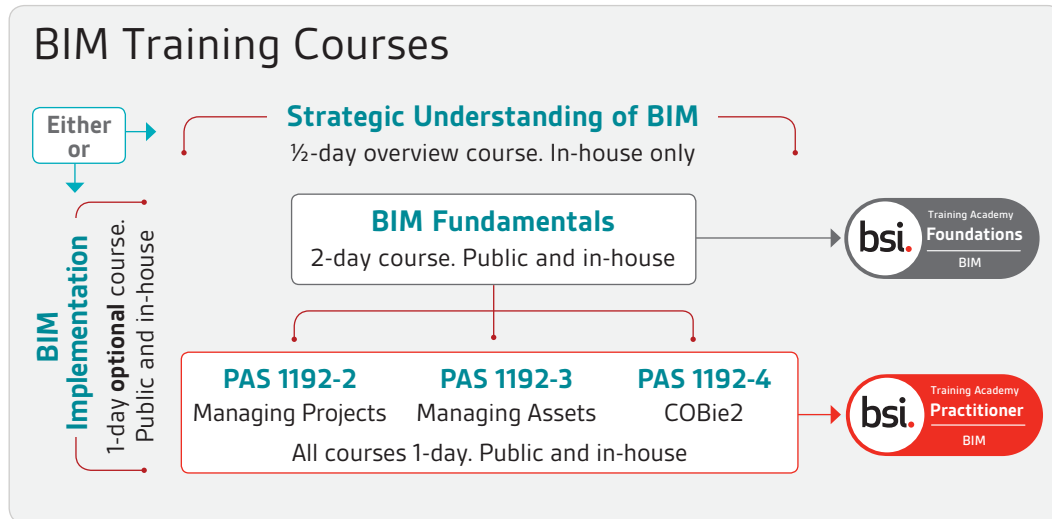 BIM Training Courses
Either
or
Strategic Understanding of BIM
½-day overview course. In-house only
BIM
Implementation
1-day optional course.
Public and in-house
BIM Fundamentals
2-day course. Public and in-house
bsi.
Training Academy
Foundations
BIM
PAS 1192-2
Managing Projects
PAS 1192-3
Managing Assets
PAS 1192-4
COBie2
All courses 1-day. Public and in-house
bsi.
Training Academy
Practitioner
BIM